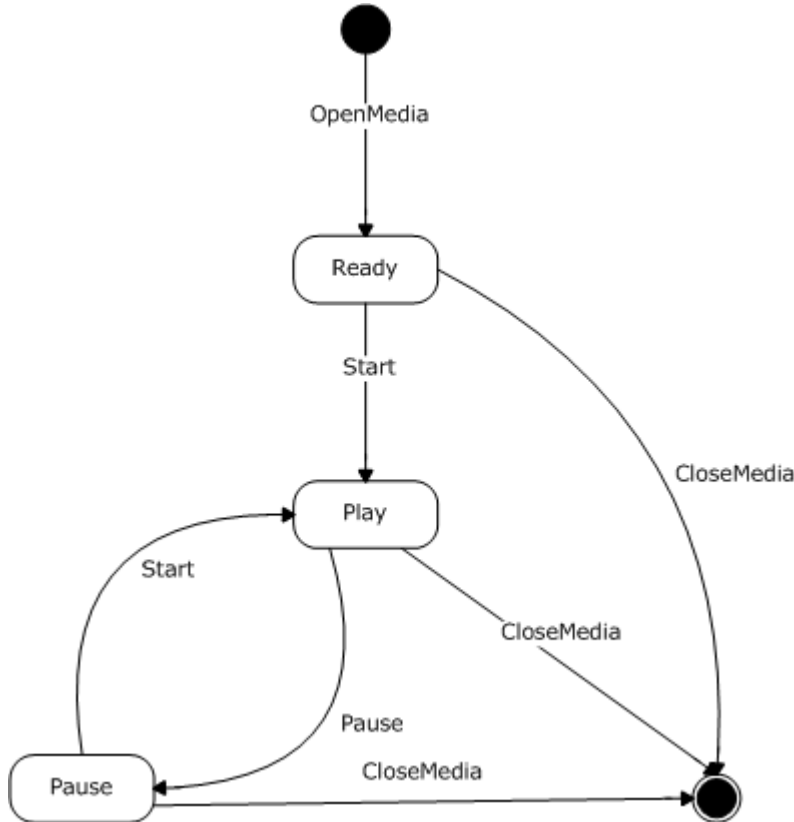 OpenMedia
Ready
Start
CloseMedia
Play
Start
CloseMedia
Pause
CloseMedia
Pause